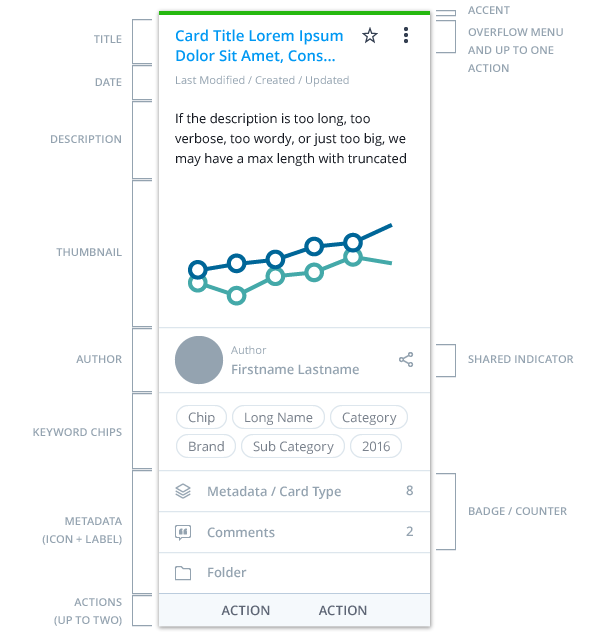 ACCENT
TITLE
Card Title Lorem Ipsum
Dolor Sit Amet, Cons...
OVERFLOW MENU
AND UP TO ONE
ACTION
DATE
Last Modified / Created / Updated
DESCRIPTION
If the description is too long, too
verbose, too wordy, or just too big, we
may have a max length with truncated
THUMBNAIL
AUTHOR
Author
Firstname Lastname
SHARED INDICATOR
KEYWORD CHIPS
Chip Long Name Category
Brand Sub Category 2016
METADATA
(ICON + LABEL)
Metadata / Card Type 8
Comments 2
Folder
BADGE / COUNTER
ACTIONS
(UP TO TWO)
ACTION ACTION